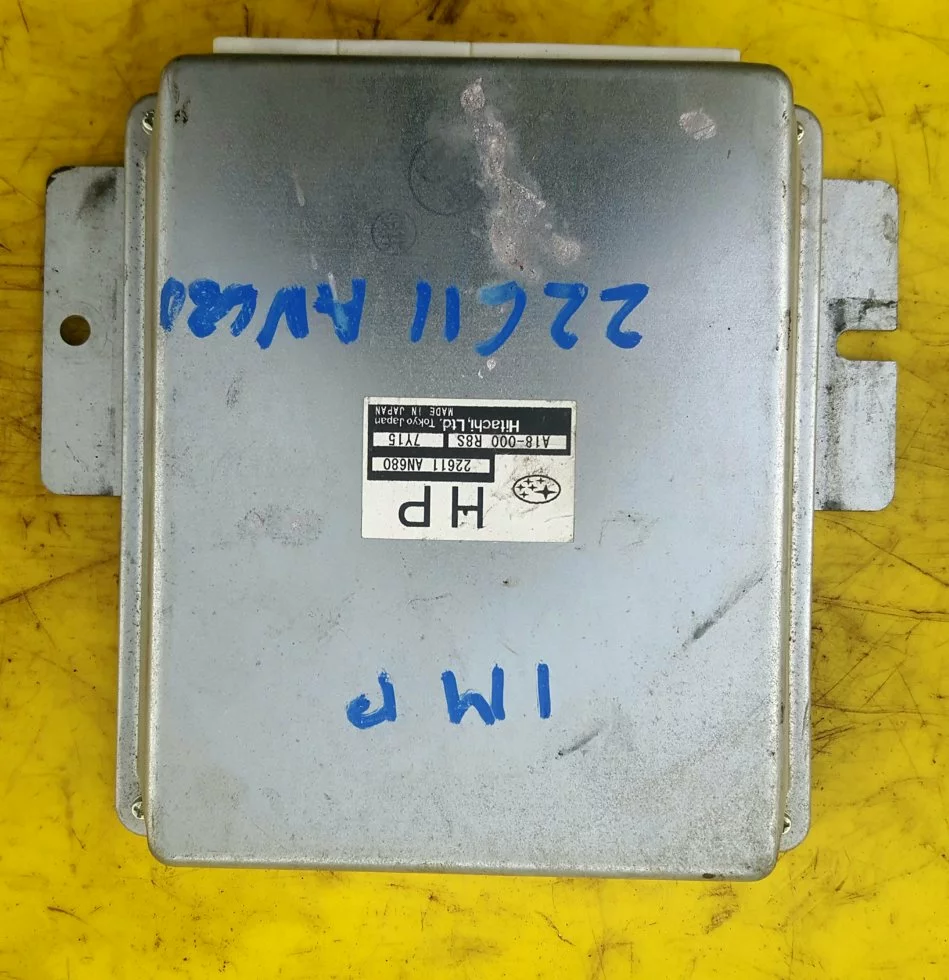 IMP
HP
22611 AN680
A18-000 R8S 7Y15
Hitachi, Ltd. Tokyo Japan
MADE IN JAPAN
22611 AN680